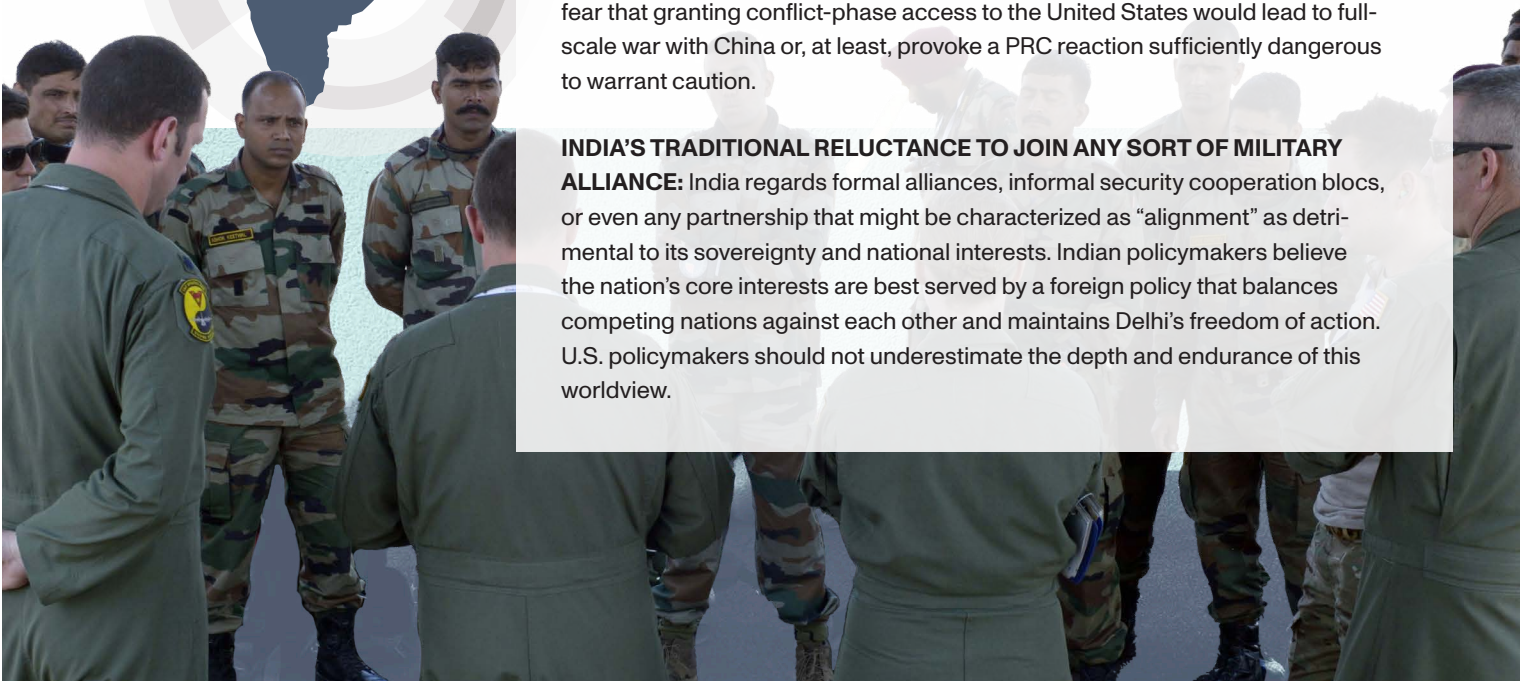 fear that granting conflict-phase access to the United States would lead to full-
scale war with China or, at least, provoke a PRC reaction sufficiently dangerous
to warrant caution.
INDIA’S TRADITIONAL RELUCTANCE TO JOIN ANY SORT OF MILITARY
ALLIANCE: India regards formal alliances, informal security cooperation blocs,
or even any partnership that might be characterized as “alignment” as detri-
mental to its sovereignty and national interests. Indian policymakers believe
the nation’s core interests are best served by a foreign policy that balances
competing nations against each other and maintains Delhi’s freedom of action.
U.S. policymakers should not underestimate the depth and endurance of this
worldview.